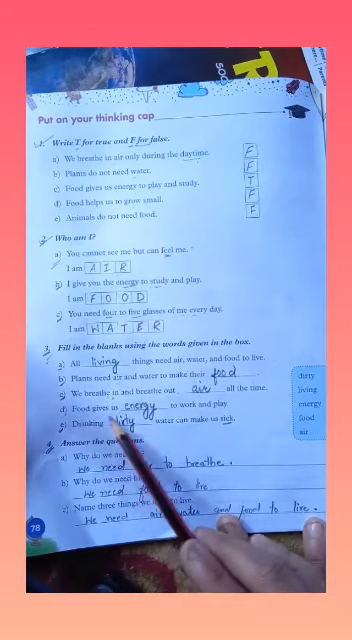 500
Put on your thinking cap
1. Write T for true and F for false.
a) We breathe in air only during the daytime. F
b) Plants do not need water. F
c) Food gives us energy to play and study. T
d) Food helps us to grow small. F
e) Animals do not need food. F
2. Who am I?
a) You cannot see me but can feel me.
I am A I R
b) I give you the energy to study and play.
I am F O O D
c) You need four to five glasses of me every day.
I am W A T E R
3. Fill in the blanks using the words given in the box.
a) All living things need air, water, and food to live.
b) Plants need air and water to make their food.
c) We breathe in and breathe out air all the time.
d) Food gives us energy to work and play.
e) Drinking water can make us sick.
dirty
living
energy
food
air
4. Answer the questions.
a) Why do we need
We need to breathe.
b) Why do we need
We need to live
c) Name three things we to live.
We need air water and food to live.
78